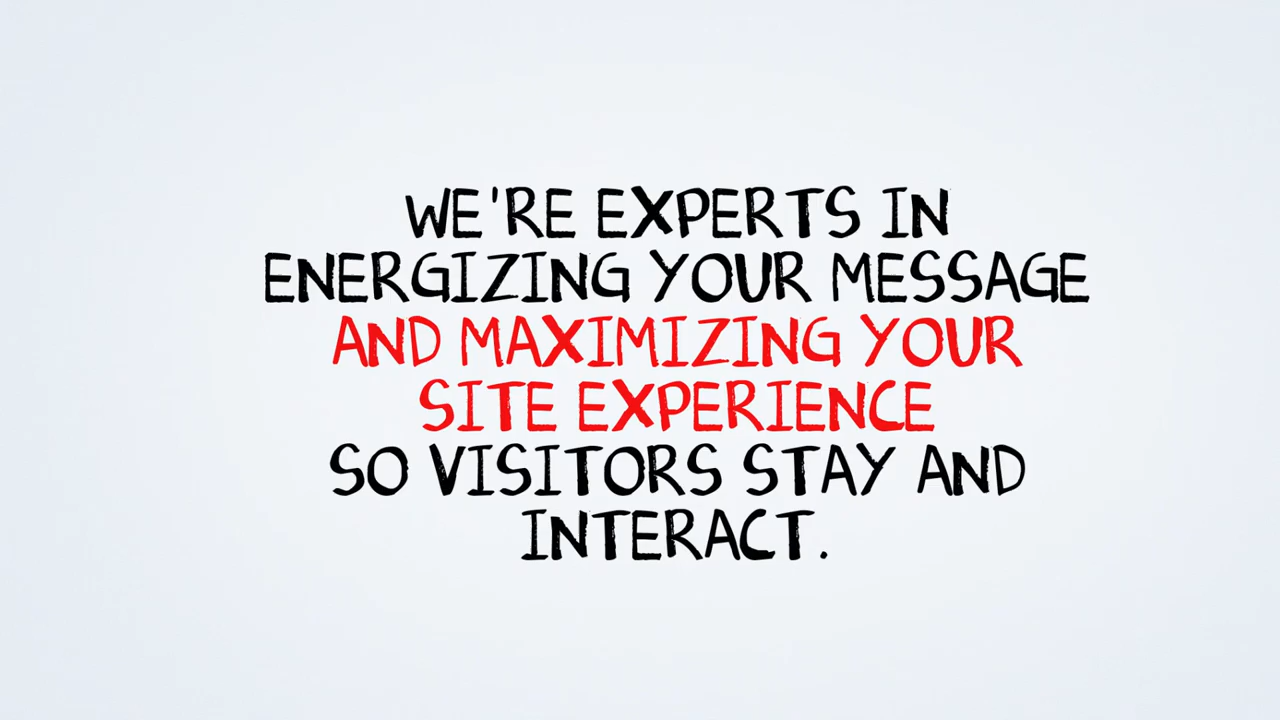 WE'RE EXPERTS IN
ENERGIZING YOUR MESSAGE
AND MAXIMIZING YOUR
SITE EXPERIENCE
SO VISITORS STAY AND
INTERACT.